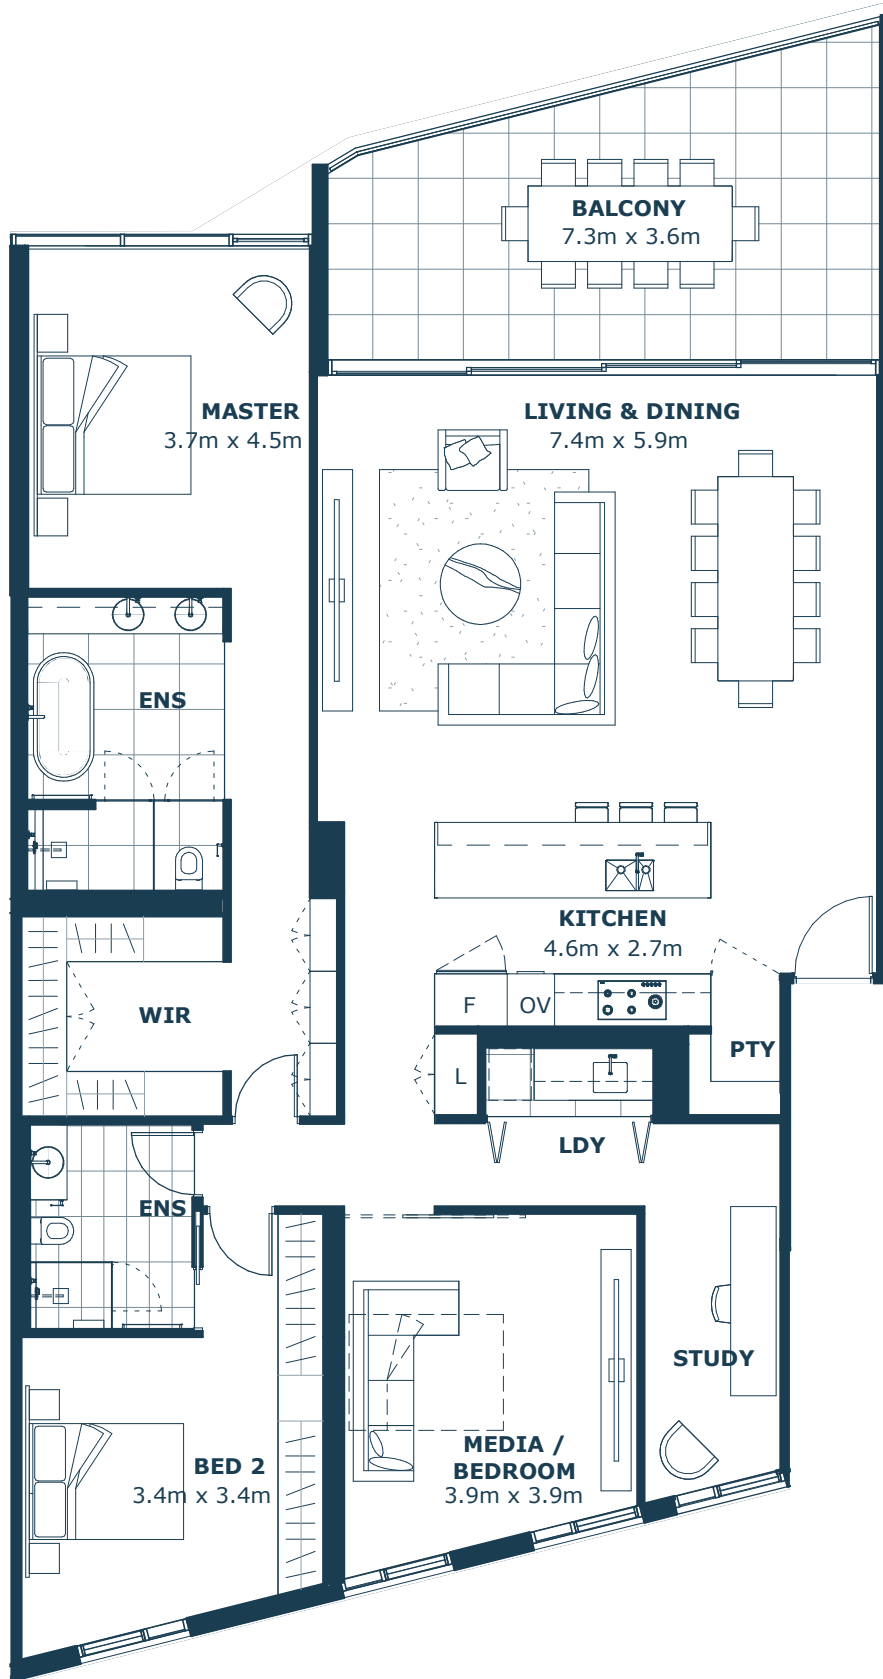 BALCONY
7.3m x 3.6m
MASTER
3.7m x 4.5m
LIVING & DINING
7.4m x 5.9m
ENS
KITCHEN
4.6m x 2.7m
F
OV
WIR
PTY
L
LDY
ENS
STUDY
BED 2
3.4m x 3.4m
MEDIA /
BEDROOM
3.9m x 3.9m